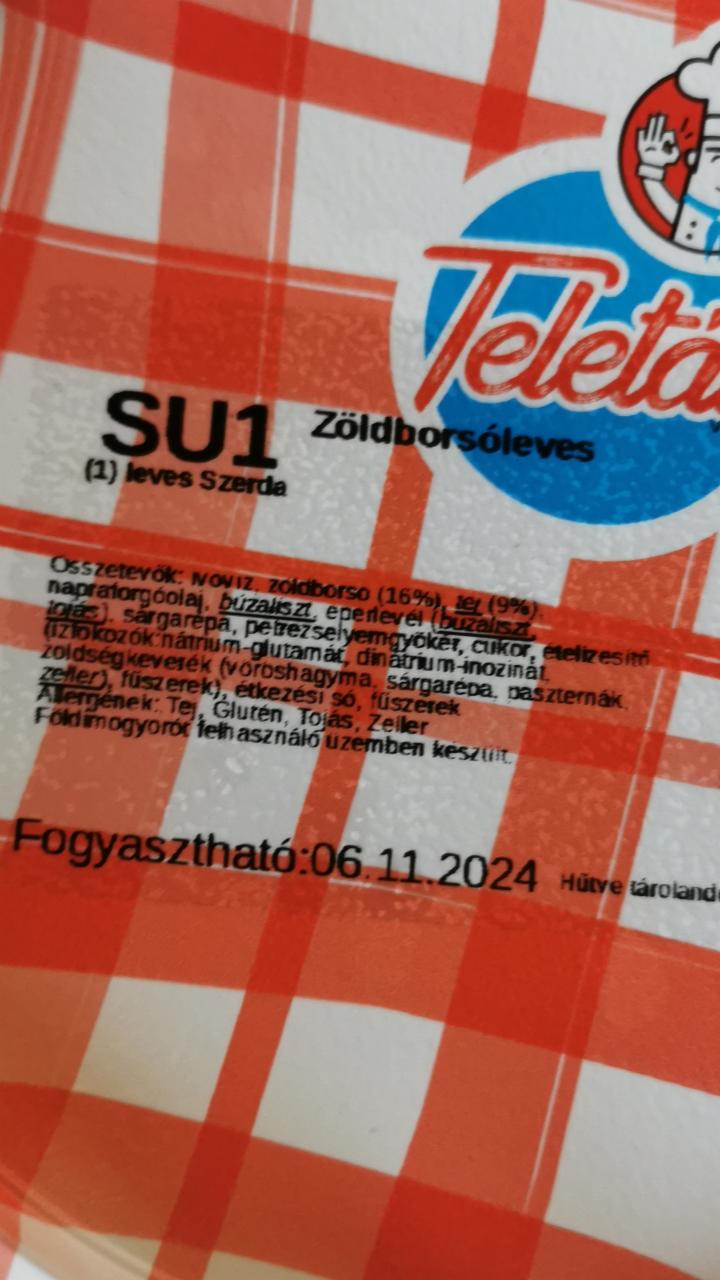 Teletá
SU1 Zöldborsóleves
(1) leves Szerda
Összetevők: Ivóvíz, zöldborsó (16%), tej (9%),
napraforgóolaj, búzaliszt, eperlevél (búzaliszt,
tojás), sárgarépa, petrezselyemgyökér, cukor, ételízesítő
(ízfokozók:nátrium-glutamát, dinátrium-inozinát,
zöldségkeverék (vöröshagyma, sárgarépa, paszternák,
zeller), fűszerek), étkezési só, fűszerek
Allergének: Tej, Glutén, Tojás, Zeller
Földimogyorót felhasználó üzemben készült.
Fogyasztható:06.11.2024 Hűtve tárolandó